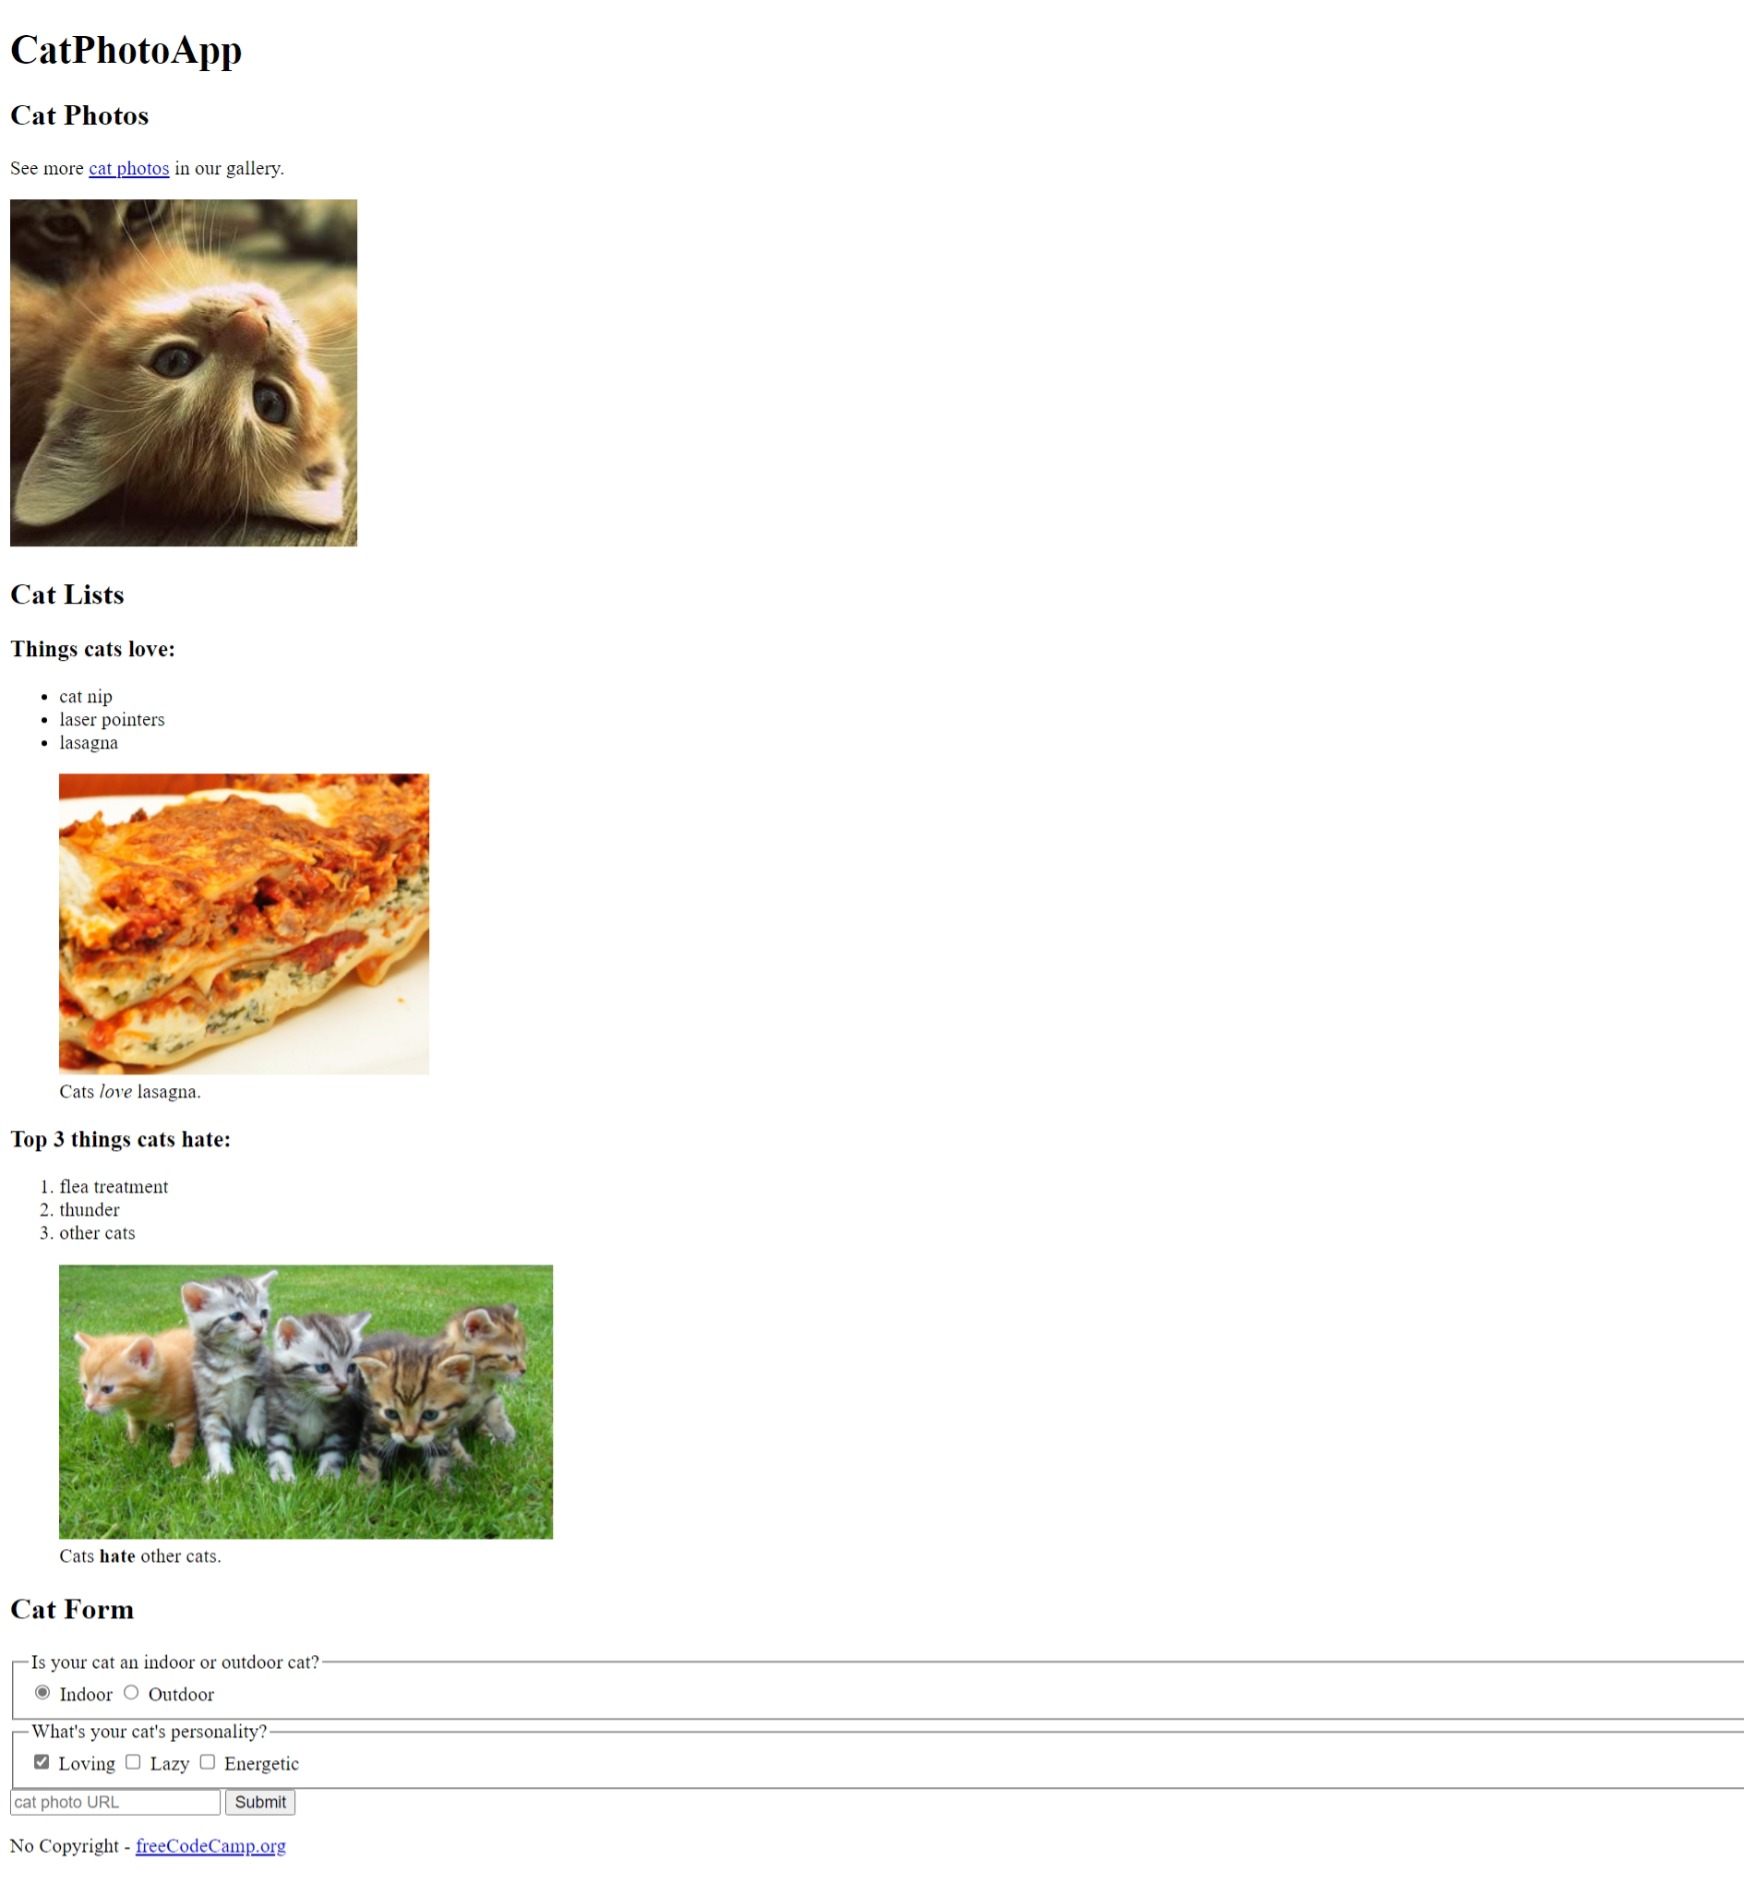 CatPhotoApp
Cat Photos
See more cat photos in our gallery.
Cat Lists
Things cats love:
• cat nip
• laser pointers
• lasagna
Cats love lasagna.
Top 3 things cats hate:
1. flea treatment
2. thunder
3. other cats
Cats hate other cats.
Cat Form
Is your cat an indoor or outdoor cat?
Indoor Outdoor
What's your cat's personality?
Loving Lazy Energetic
cat photo URL Submit
No Copyright - freeCodeCamp.org